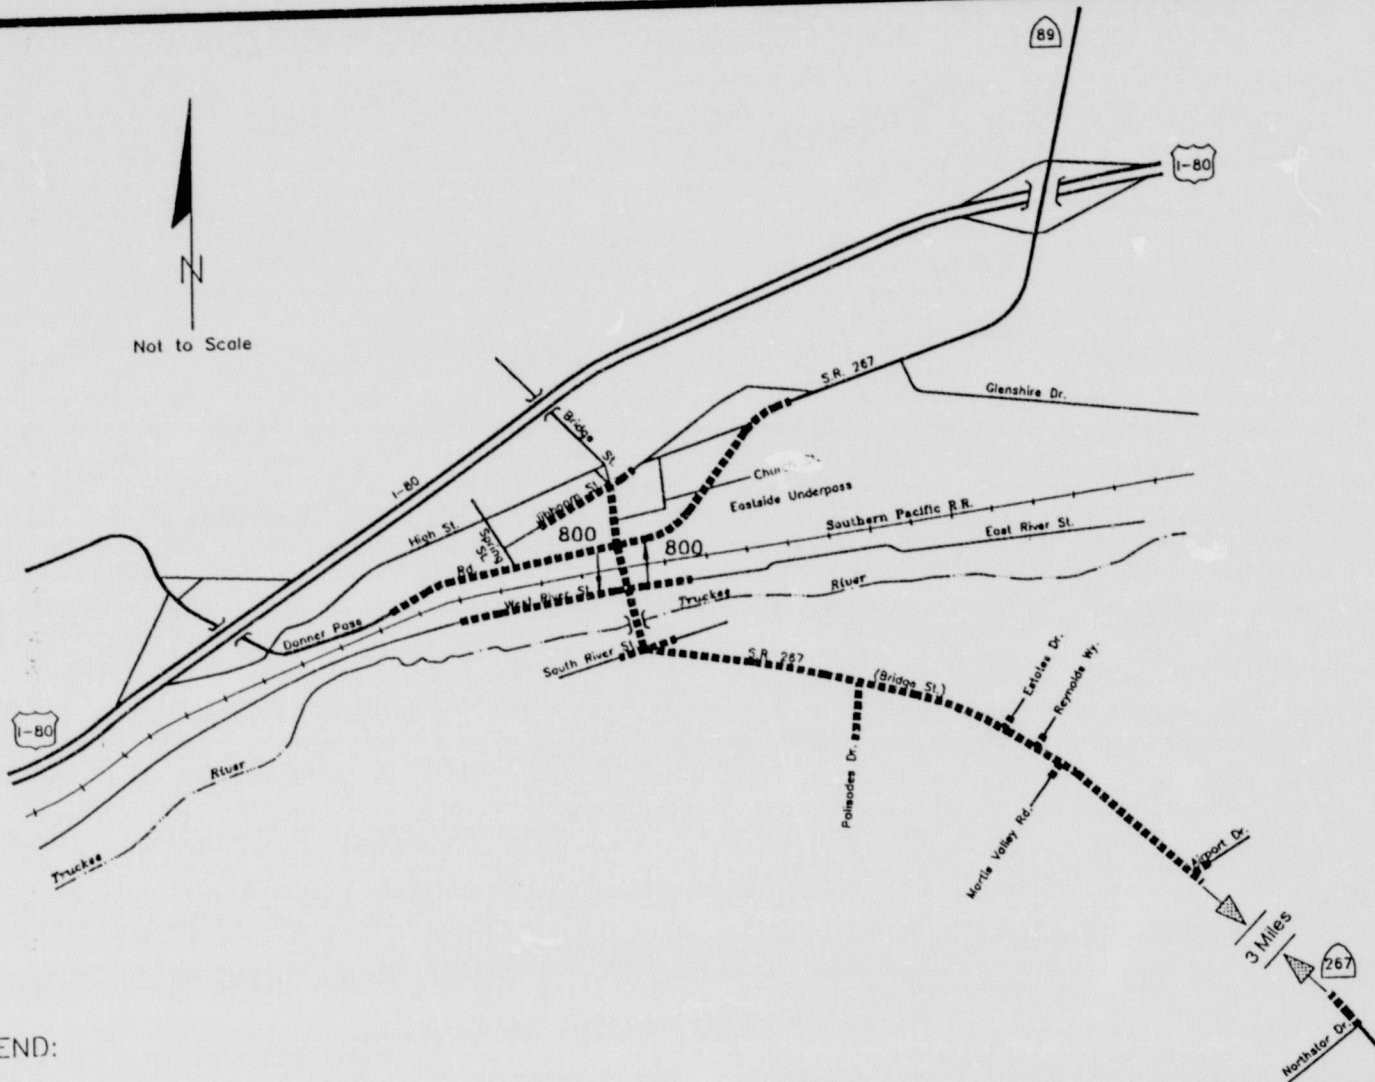 89
I-80
N
Not to Scale
S.R. 267
Glenshire Dr.
Bridge St.
I-80
Jibboom St.
High St.
Spring St.
Eastside Underpass
Southern Pacific R.R.
East River St.
800
800
Donner Pass Rd.
West River St.
Truckee River
South River St.
S.R. 267
(Bridge St.)
Estates Dr.
Reynolds Wy.
I-80
River
Truckee
Palisades Dr.
Martis Valley Rd.
Airport Dr.
3 Miles
267
Northstar Dr.
END: